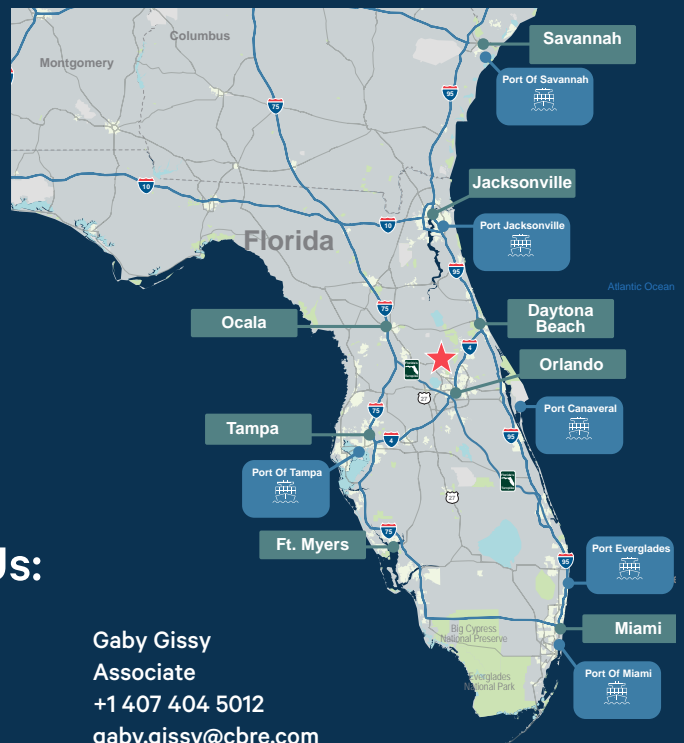 Columbus
Savannah
Montgomery
Port Of Savannah
75
95
10
Jacksonville
10
Port Jacksonville
Florida
95
Atlantic Ocean
75
Ocala
Daytona
Beach
4
Orlando
27
75
Port Canaveral
Tampa
4
95
Port Of Tampa
27
75
Ft. Myers
Port Everglades
95
Us:
Miami
Big Cypress
National Preserve
Gaby Gissy
Associate
Port Of Miami
Everglades
National Park
+1 407 404 5012
gaby.gissy@cbre.com